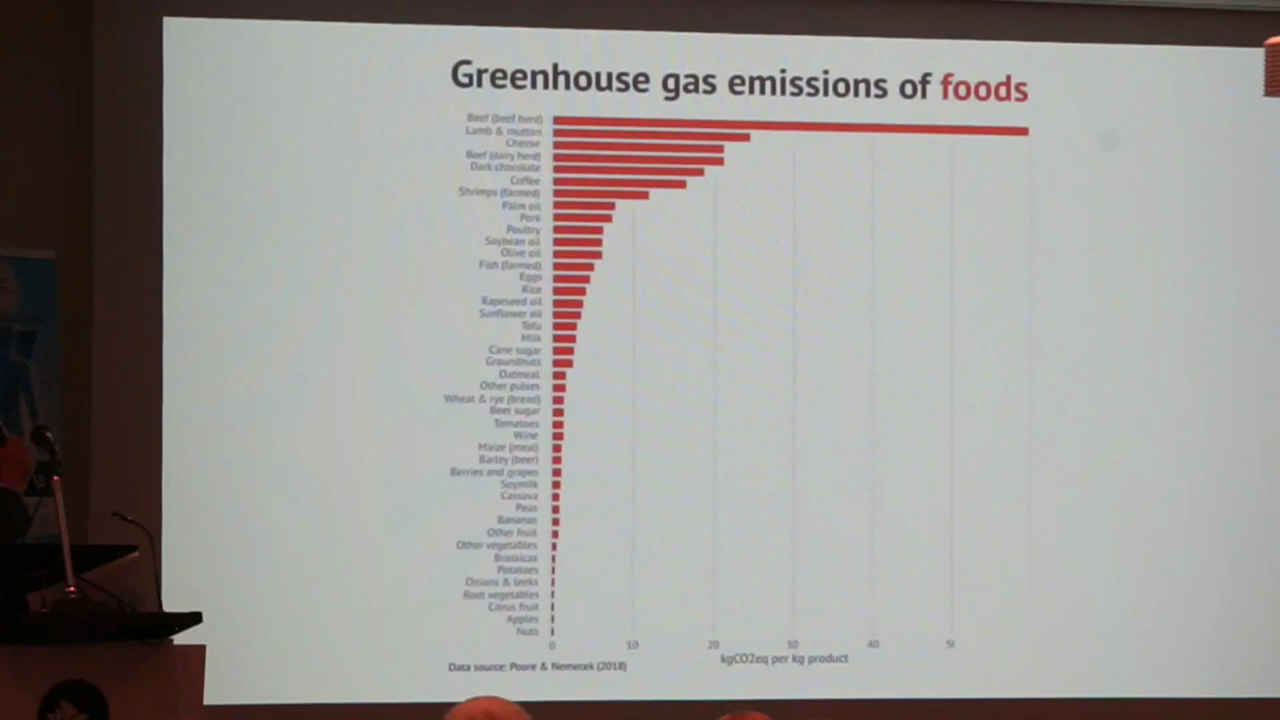 Greenhouse gas emissions of foods
Beef (beef herd)
Lamb & mutton
Cheese
Beef (dairy herd)
Dark chocolate
Coffee
Shrimps (farmed)
Palm oil
Pork
Poultry
Soybean oil
Olive oil
Fish (farmed)
Eggs
Rice
Rapeseed oil
Sunflower oil
Tofu
Milk
Cane sugar
Groundnuts
Oatmeal
Other pulses
Wheat & rye (bread)
Beet sugar
Tomatoes
Wine
Maize (meal)
Barley (beer)
Berries and grapes
Soymilk
Cassava
Peas
Bananas
Other fruit
Other vegetables
Brassicas
Potatoes
Onions & leeks
Root vegetables
Citrus fruit
Apples
Nuts
0 10 20 30 40
kgCO2eq per kg product
Data source: Poore & Nemecek (2018)